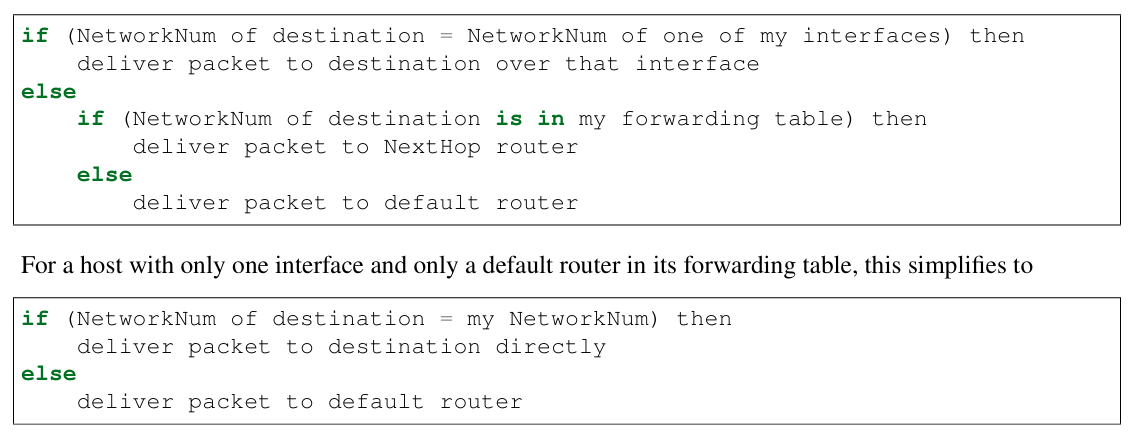 if (NetworkNum of destination = NetworkNum of one of my interfaces) then
    deliver packet to destination over that interface
else
    if (NetworkNum of destination is in my forwarding table) then
        deliver packet to NextHop router
    else
        deliver packet to default router
For a host with only one interface and only a default router in its forwarding table, this simplifies to
if (NetworkNum of destination = my NetworkNum) then
    deliver packet to destination directly
else
    deliver packet to default router